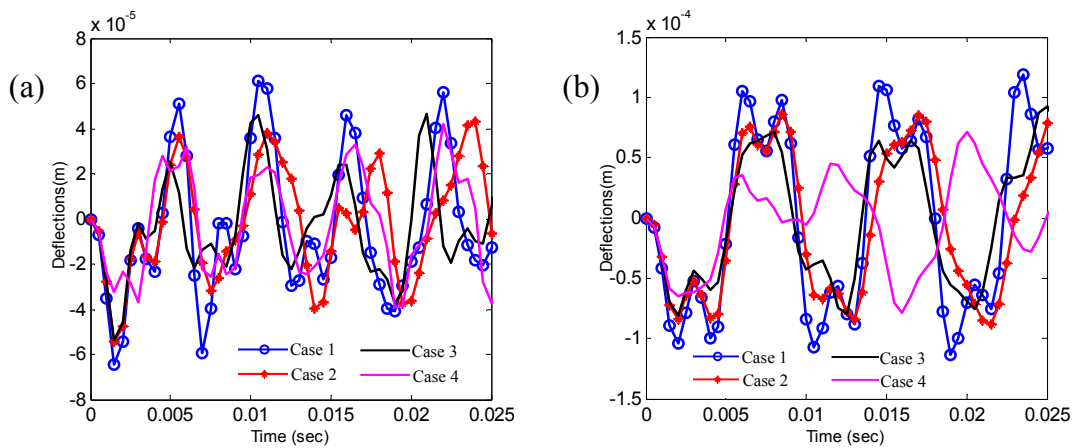 (a)
x 10-5
8
6
4
2
0
-2
-4
-6
-8
Deflections(m)
0 0.005 0.01 0.015 0.02 0.025
Time (sec)
Case 1 Case 3
Case 2 Case 4
(b)
x 10-4
1.5
1
0.5
0
-0.5
-1
-1.5
Deflections(m)
0 0.005 0.01 0.015 0.02 0.025
Time (sec)
Case 1 Case 3
Case 2 Case 4